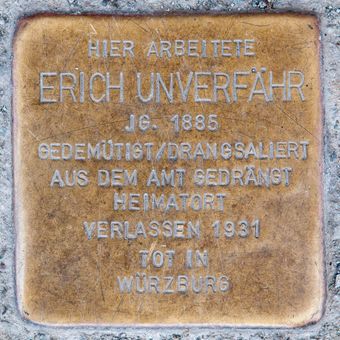 HIER ARBEITETE
ERICH UNVERFÄHR
JG. 1885
GEDEMÜTIGT/DRANGSALIERT
AUS DEM AMT GEDRÄNGT
HEIMATORT
VERLASSEN 1931
TOT IN
WÜRZBURG